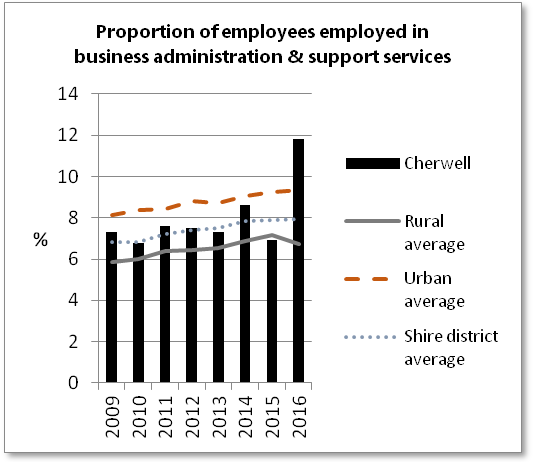 Proportion of employees employed in
business administration & support services
14
12
10
8
6
4
2
0
%
2009
2010
2011
2012
2013
2014
2015
2016
Cherwell
Rural
average
Urban
average
Shire district
average